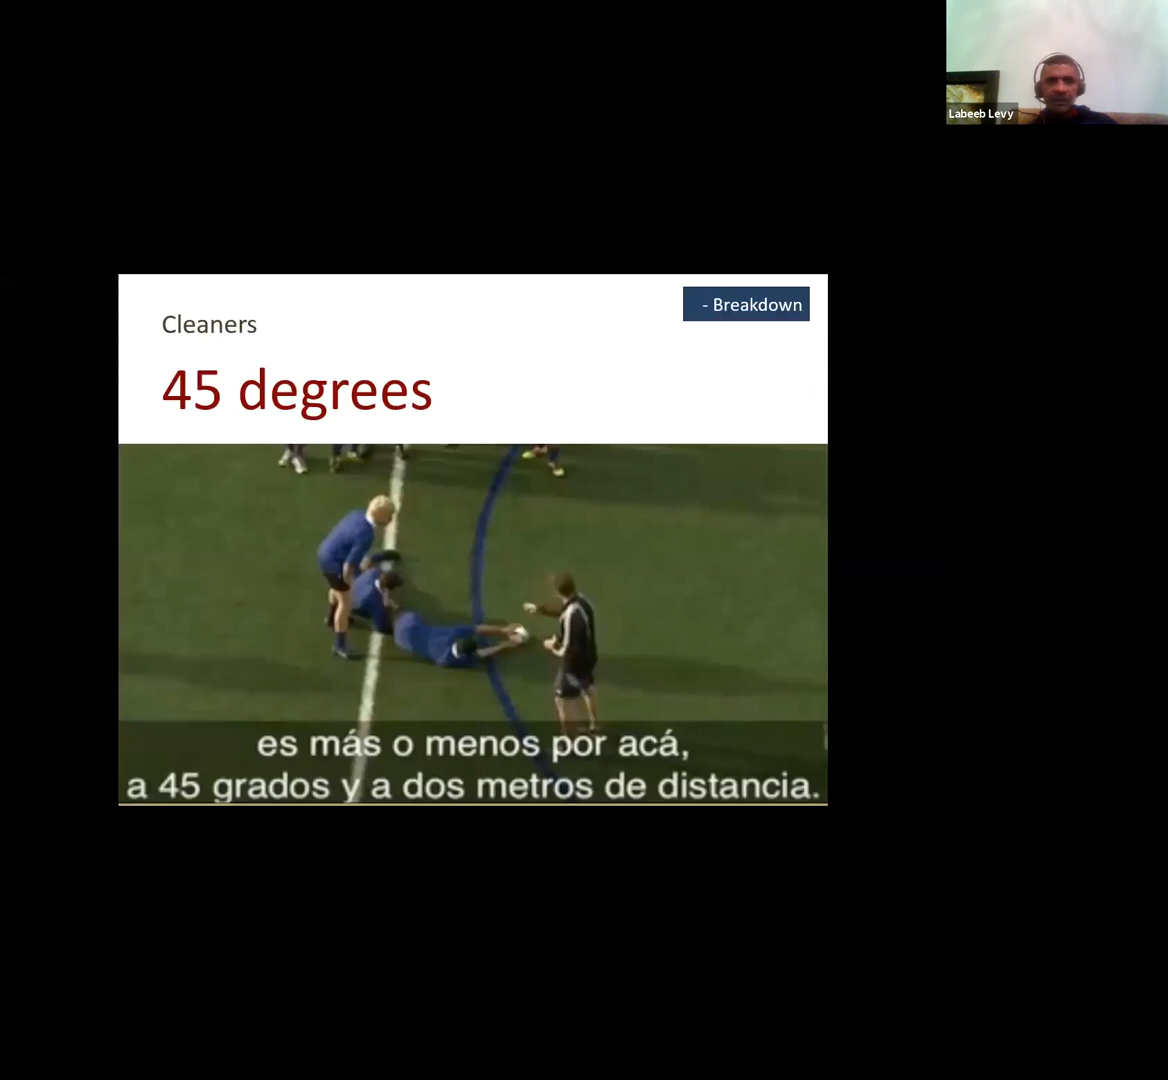 Labeeb Levy
- Breakdown
Cleaners
45 degrees
es más o menos por acá,
a 45 grados y a dos metros de distancia.